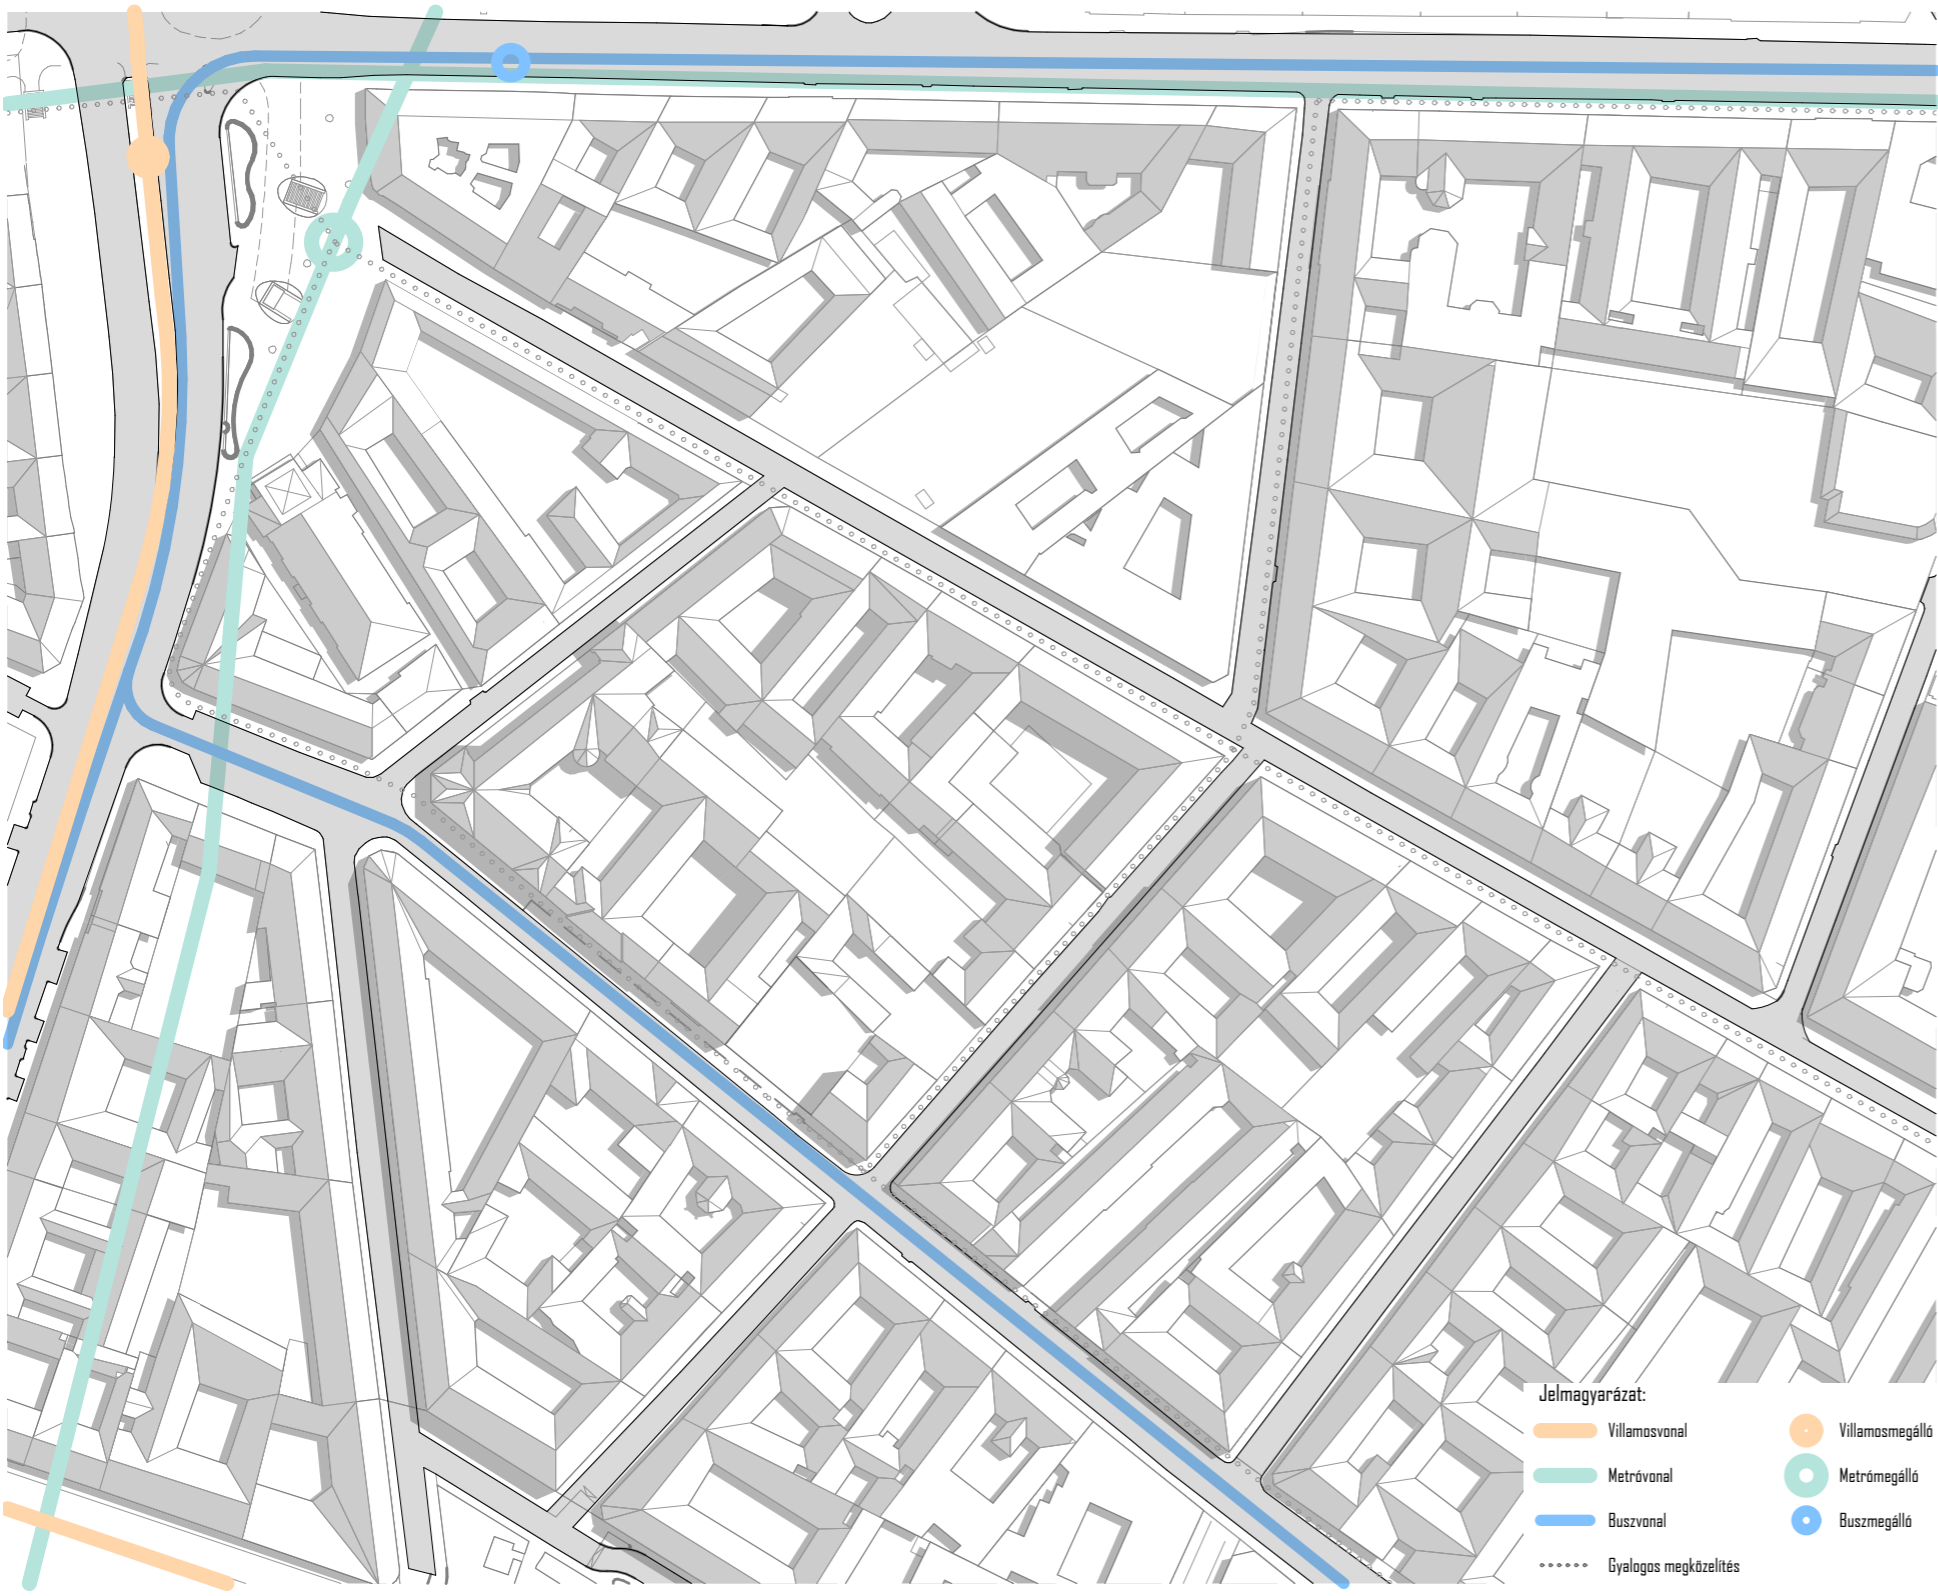 Jelmagyarázat:
Villamosvonal
Villamosmegálló
Metróvonal
Metrómegálló
Buszvonal
Buszmegálló
Gyalogos megközelítés